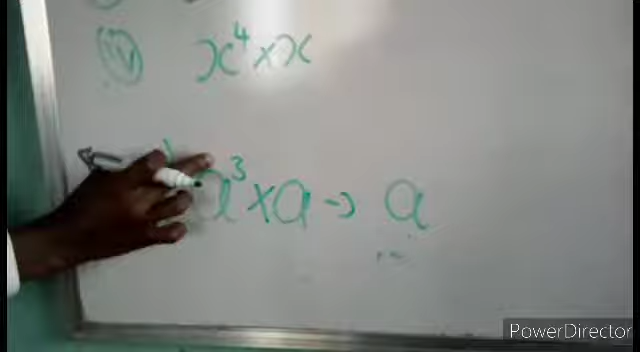 (iv) x⁴ × x
a³ × a → a
PowerDirector